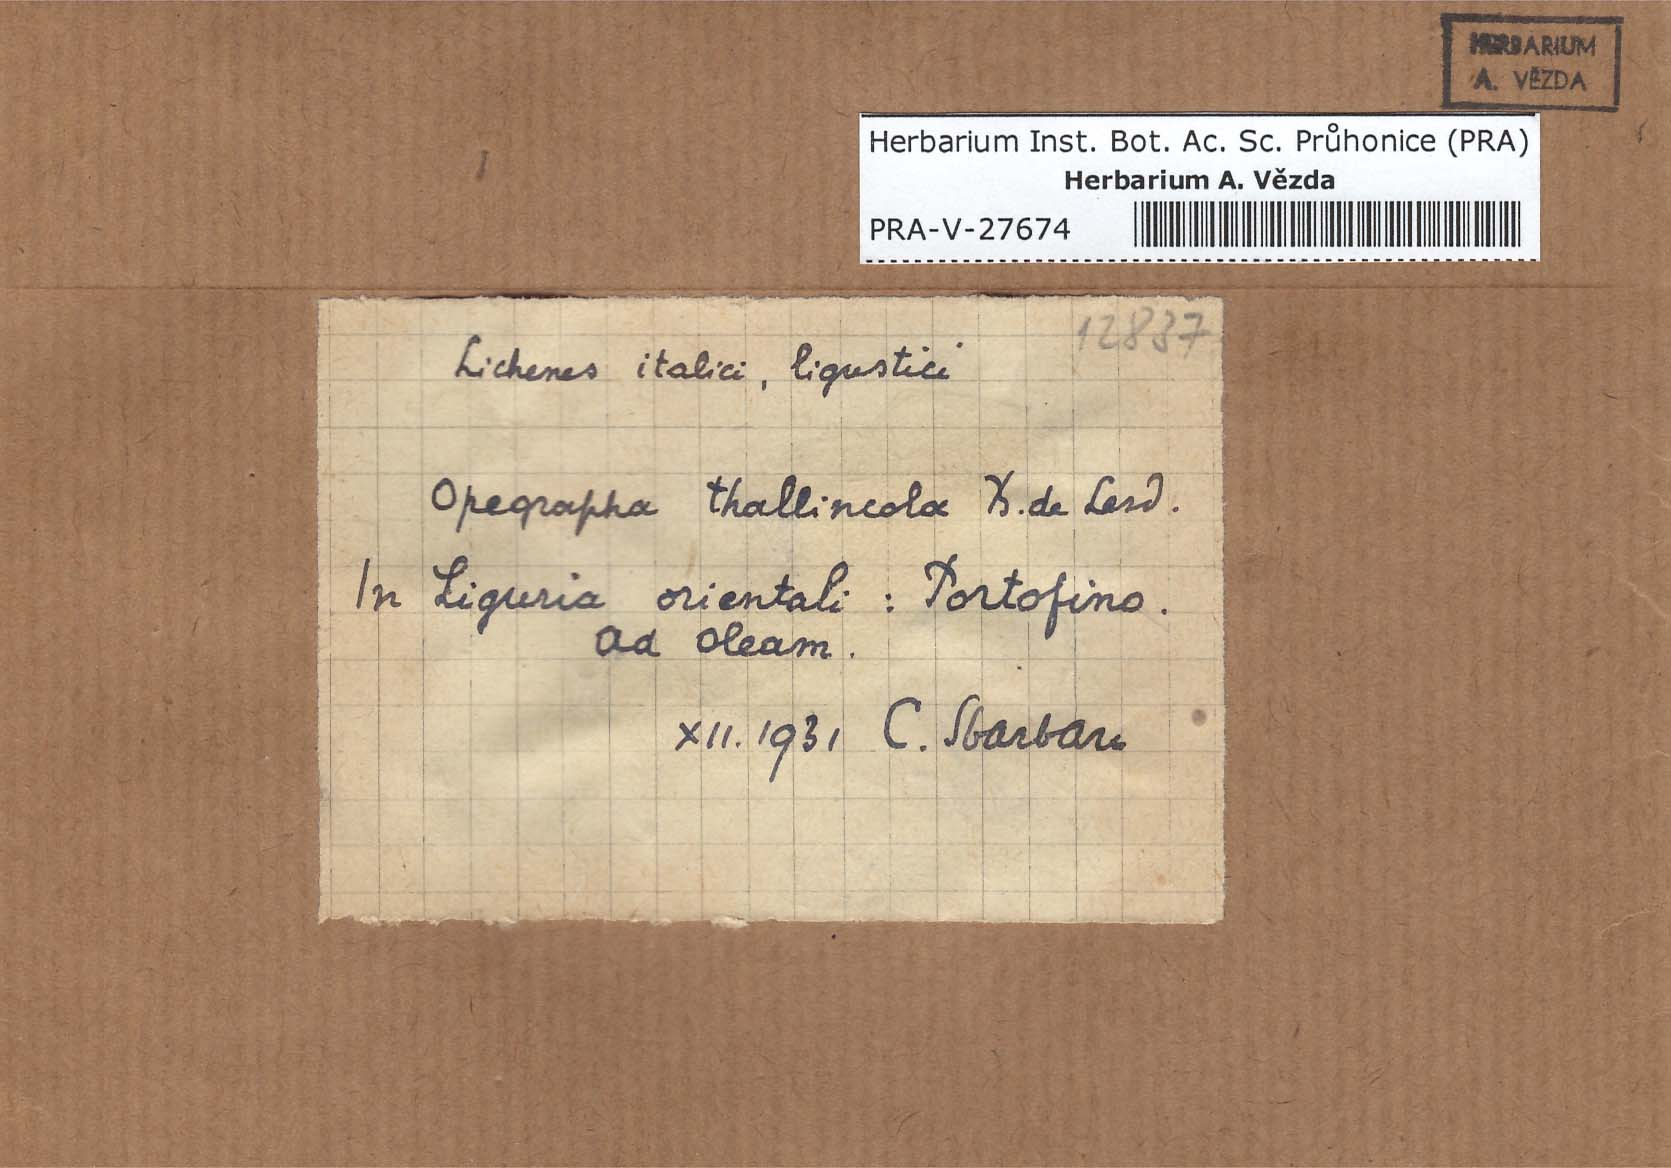 HERBARIUM
A. VĚZDA
Herbarium Inst. Bot. Ac. Sc. Průhonice (PRA)
Herbarium A. Vězda
PRA-V-27674
12837
Lichenes italici, ligustici
Opegrapha thallincola B. de Lesd.
In Liguria orientali : Portofino.
Ad Oleam.
XII. 1931 C. Sbarbaro